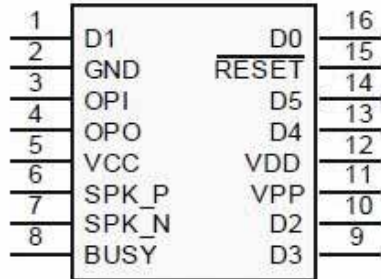 1 D1 D0 16
2 GND RESET 15
3 OPI D5 14
4 OPO D4 13
5 VCC VDD 12
6 SPK_P VPP 11
7 SPK_N D2 10
8 BUSY D3 9